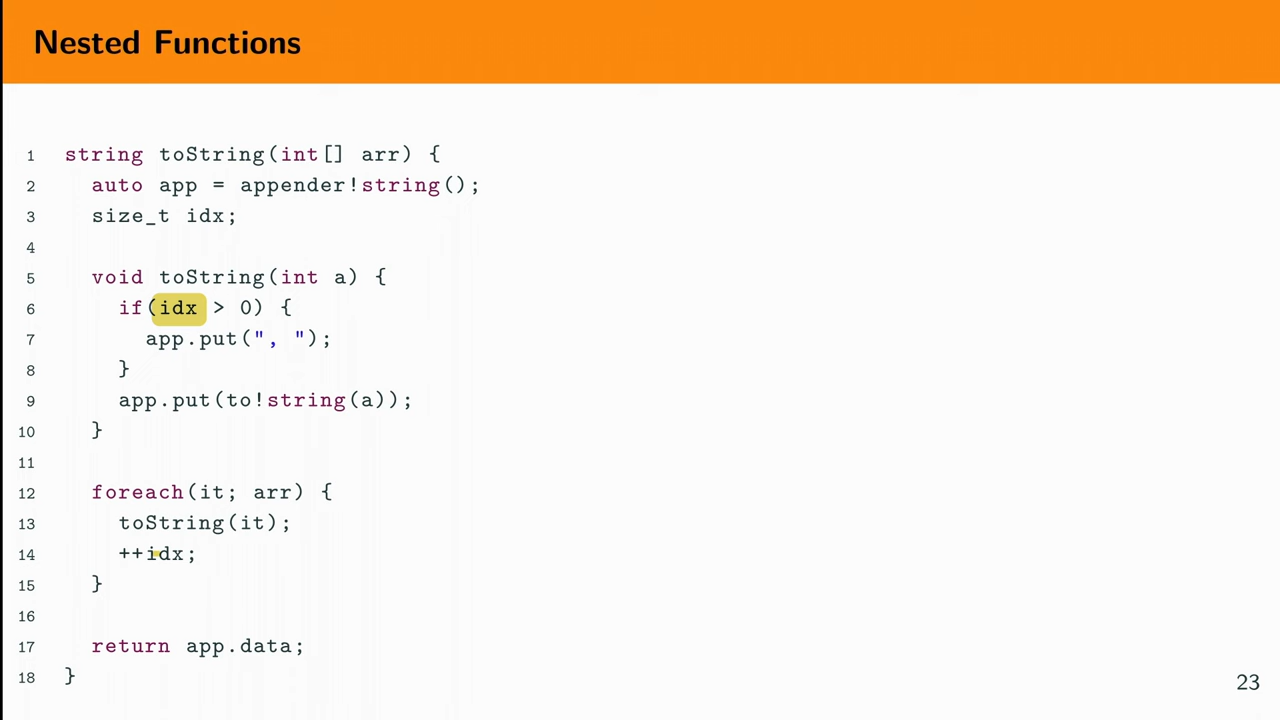 Nested Functions
1 string toString(int[] arr) {
2 auto app = appender!string();
3 size_t idx;
4
5 void toString(int a) {
6 if(idx > 0) {
7 app.put(", ");
8 }
9 app.put(to!string(a));
10 }
11
12 foreach(it; arr) {
13 toString(it);
14 ++idx;
15 }
16
17 return app.data;
18 }
23